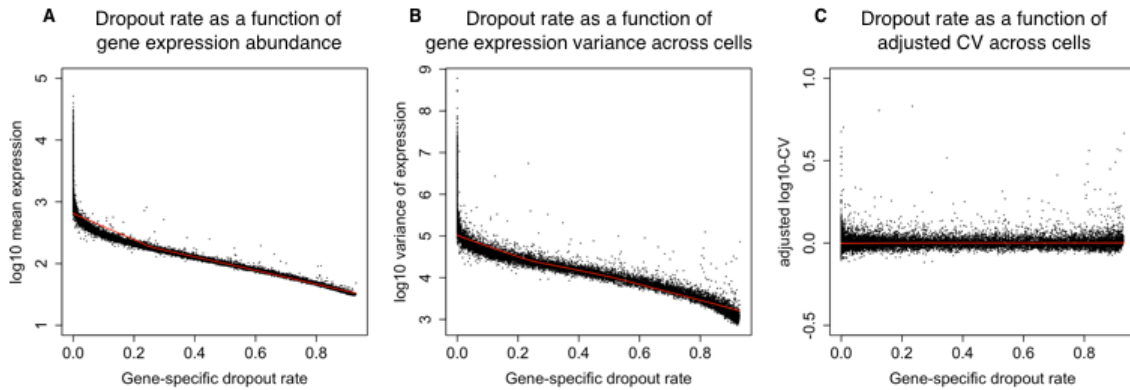 A
Dropout rate as a function of
gene expression abundance
log10 mean expression
5
4
3
2
1
0.0 0.2 0.4 0.6 0.8
Gene-specific dropout rate
B
Dropout rate as a function of
gene expression variance across cells
log10 variance of expression
9
8
7
6
5
4
3
0.0 0.2 0.4 0.6 0.8
Gene-specific dropout rate
C
Dropout rate as a function of
adjusted CV across cells
adjusted log10-CV
1.0
0.5
0.0
-0.5
0.0 0.2 0.4 0.6 0.8
Gene-specific dropout rate